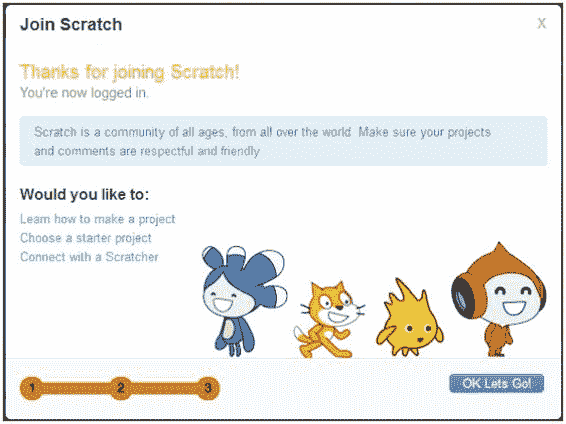 Join Scratch
X
Thanks for joining Scratch!
You're now logged in.
Scratch is a community of all ages, from all over the world Make sure your projects
and comments are respectful and friendly
Would you like to:
Learn how to make a project
Choose a starter project
Connect with a Scratcher
1 2 3
OK Lets Go!